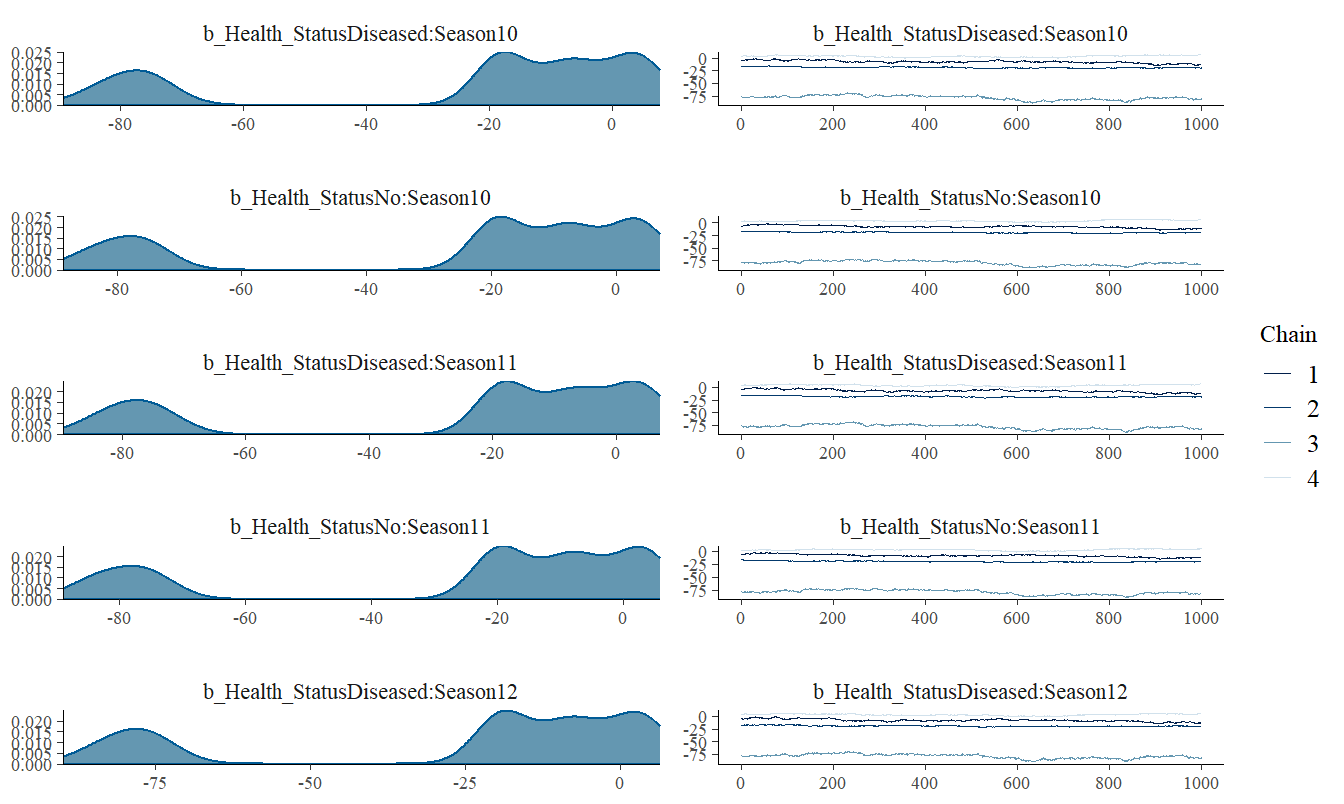 b_Health_StatusDiseased:Season10
0.025
0.020
0.015
0.010
0.005
0.000
-80 -60 -40 -20 0
b_Health_StatusDiseased:Season10
0
-25
-50
-75
0 200 400 600 800 1000
b_Health_StatusNo:Season10
0.025
0.020
0.015
0.010
0.005
0.000
-80 -60 -40 -20 0
b_Health_StatusNo:Season10
0
-25
-50
-75
0 200 400 600 800 1000
b_Health_StatusDiseased:Season11
0.020
0.015
0.010
0.005
0.000
-80 -60 -40 -20 0
b_Health_StatusDiseased:Season11
0
-25
-50
-75
0 200 400 600 800 1000
b_Health_StatusNo:Season11
0.020
0.015
0.010
0.005
0.000
-80 -60 -40 -20 0
b_Health_StatusNo:Season11
0
-25
-50
-75
0 200 400 600 800 1000
b_Health_StatusDiseased:Season12
0.020
0.015
0.010
0.005
0.000
-75 -50 -25 0
b_Health_StatusDiseased:Season12
0
-25
-50
-75
0 200 400 600 800 1000
Chain
1
2
3
4